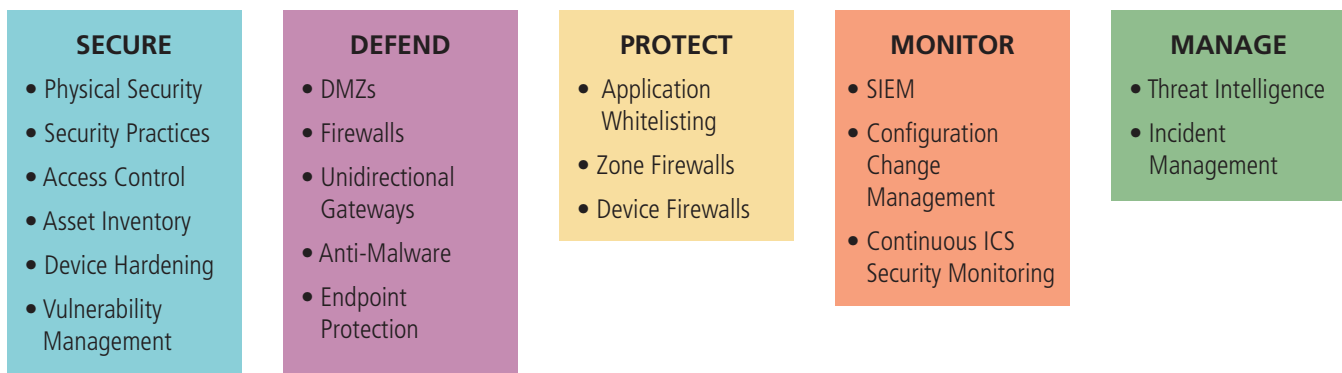 SECURE
• Physical Security
• Security Practices
• Access Control
• Asset Inventory
• Device Hardening
• Vulnerability
Management
DEFEND
• DMZs
• Firewalls
• Unidirectional
Gateways
• Anti-Malware
• Endpoint
Protection
PROTECT
• Application
Whitelisting
• Zone Firewalls
• Device Firewalls
MONITOR
• SIEM
• Configuration
Change
Management
• Continuous ICS
Security Monitoring
MANAGE
• Threat Intelligence
• Incident
Management